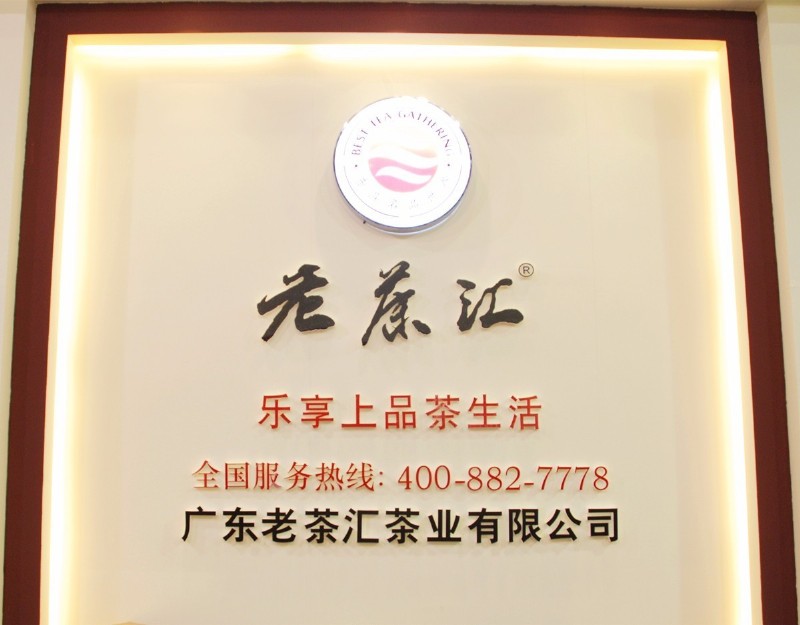 BEST TEA GATHERING
老茶汇®
乐享上品茶生活
全国服务热线: 400-882-7778
广东老茶汇茶业有限公司